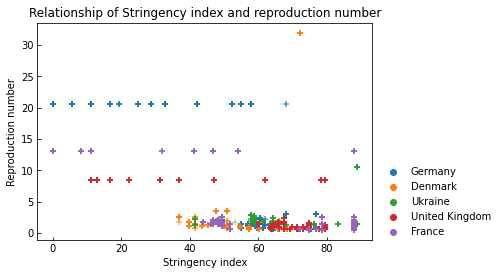 Relationship of Stringency index and reproduction number
Reproduction number
30
25
20
15
10
5
0
0 20 40 60 80
Stringency index
Germany
Denmark
Ukraine
United Kingdom
France